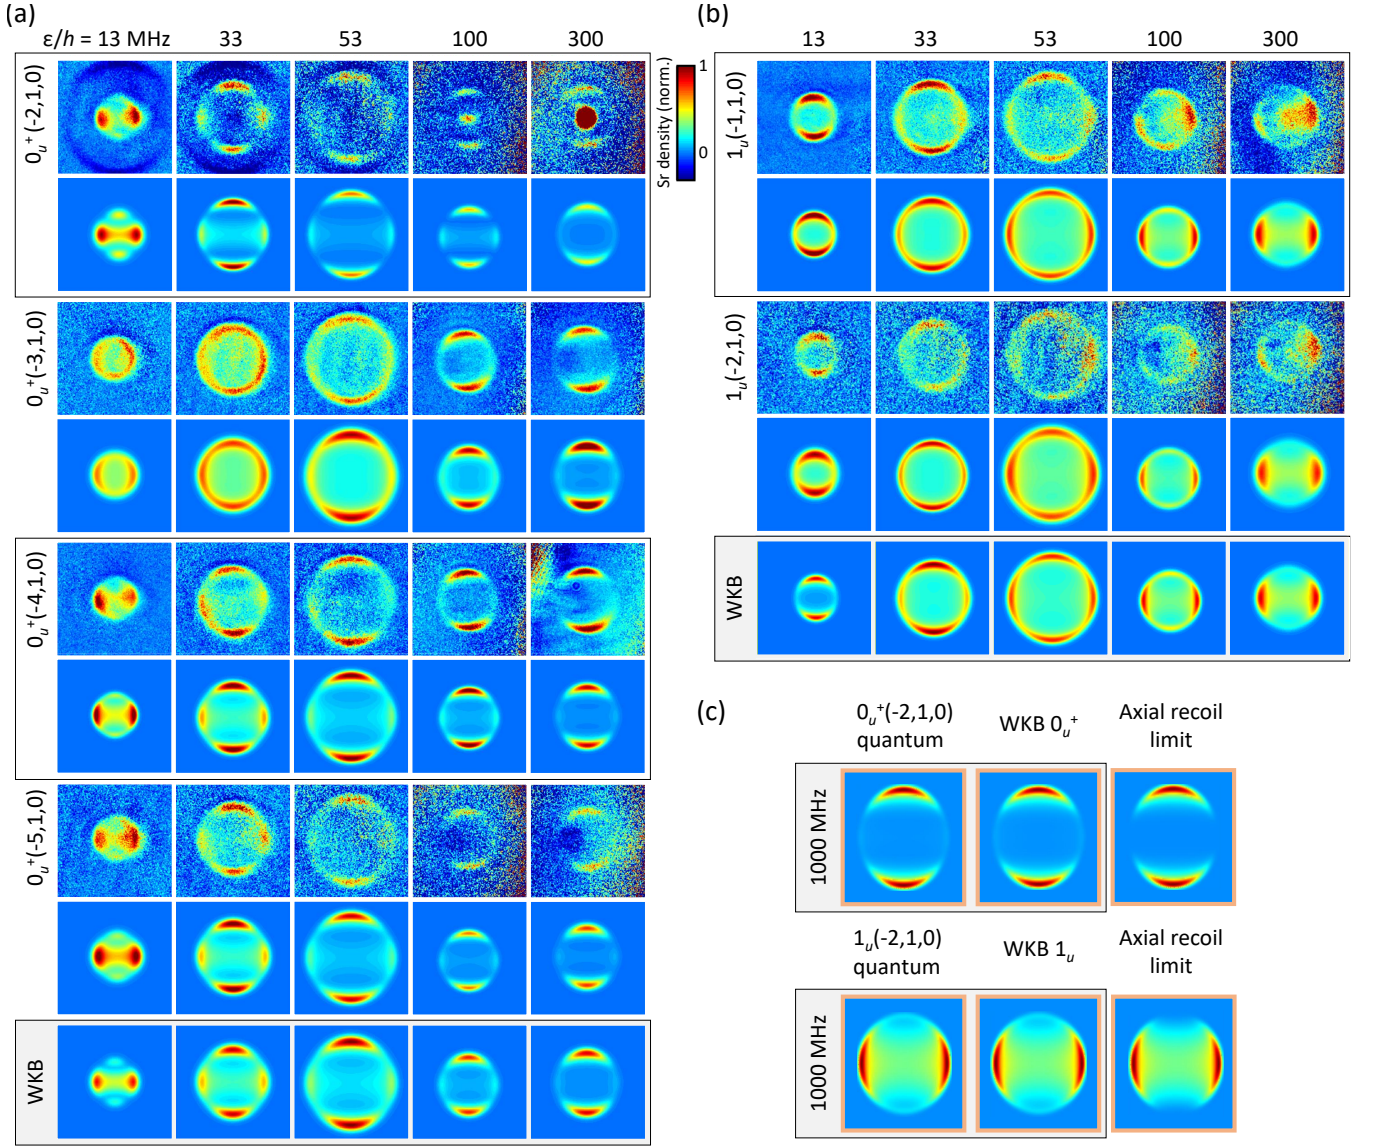 (a)
ε/h = 13 MHz 33 53 100 300
0u+(-2,1,0)
Sr density (norm.)
1
0
0u+(-3,1,0)
0u+(-4,1,0)
0u+(-5,1,0)
WKB
(b)
13 33 53 100 300
1u(-1,1,0)
1u(-2,1,0)
WKB
(c)
0u+(-2,1,0)
quantum
WKB 0u+
Axial recoil
limit
1000 MHz
1u(-2,1,0)
quantum
WKB 1u
Axial recoil
limit
1000 MHz